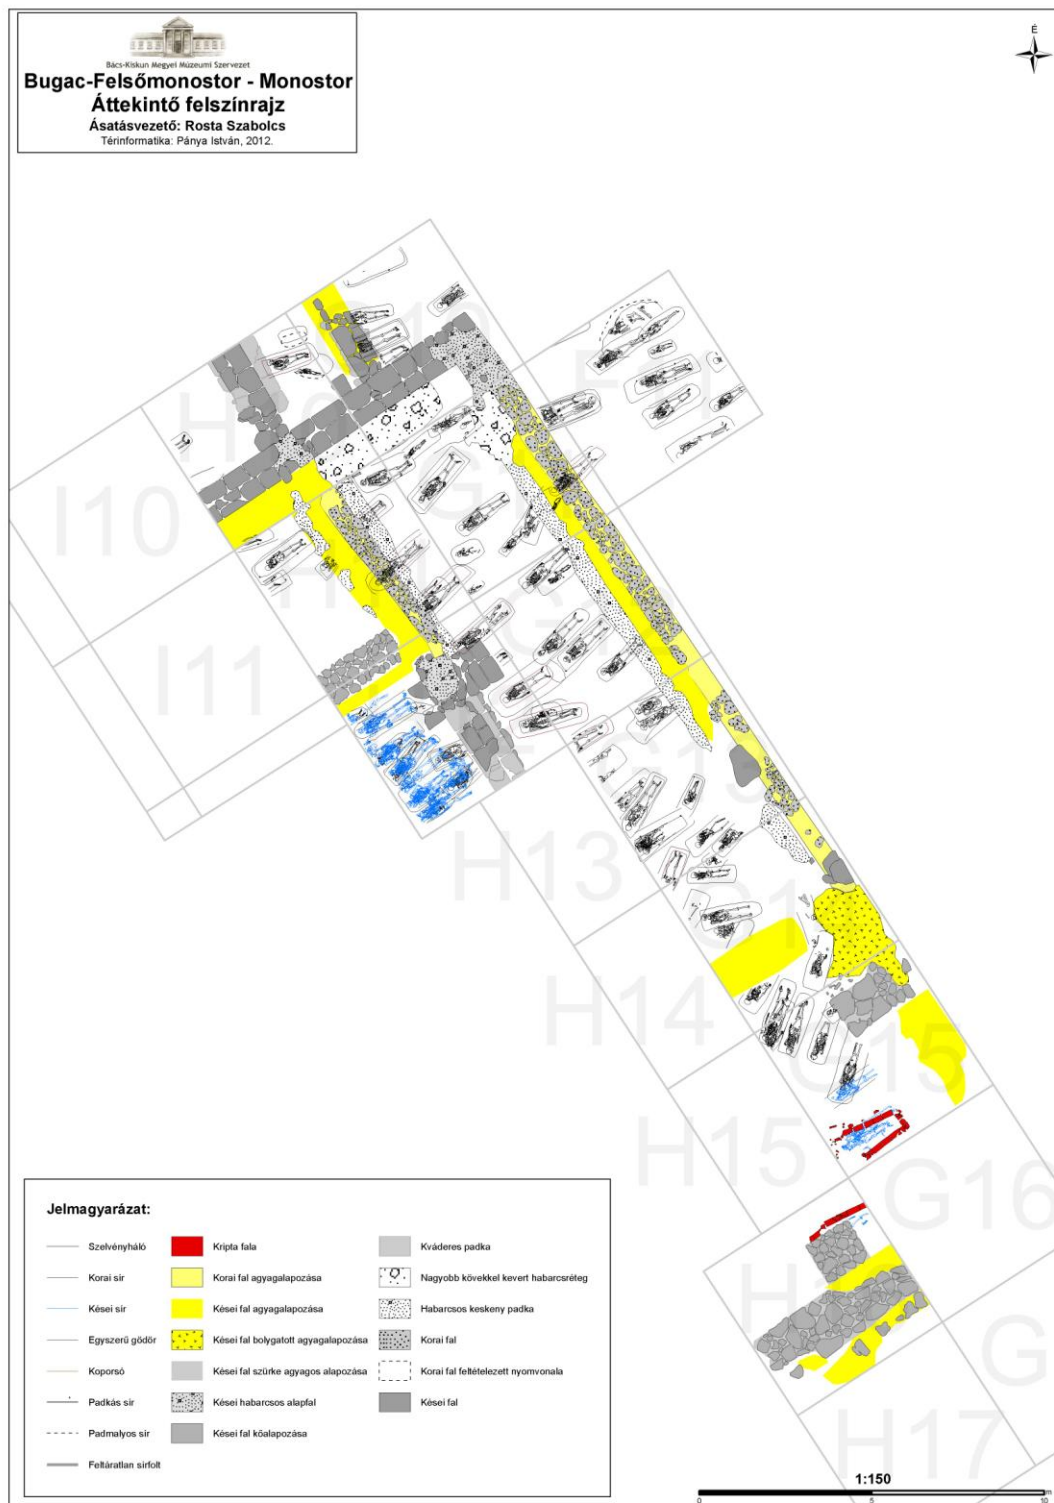 É
Bács-Kiskun Megyei Múzeumi Szervezet
Bugac-Felsőmonostor - Monostor
Áttekintő felszínrajz
Ásatásvezető: Rosta Szabolcs
Térinformatika: Pánya István, 2012.
I10
I11
H13
H14
H15
G15
G16
H17
Jelmagyarázat:
Szelvényháló
Korai sír
Kései sír
Egyszerű gödör
Koporsó
Padkás sír
Padmalyos sír
Feltáratlan sírfolt
Kripta fala
Korai fal agyagalapozása
Kései fal agyagalapozása
Kései fal bolygatott agyagalapozása
Kései fal szürke agyagos alapozása
Kései habarcsos alapfal
Kései fal kőalapozása
Kváderes padka
Nagyobb kövekkel kevert habarcsréteg
Habarcsos keskeny padka
Korai fal
Korai fal feltételezett nyomvonala
Kései fal
1:150
0 5 10